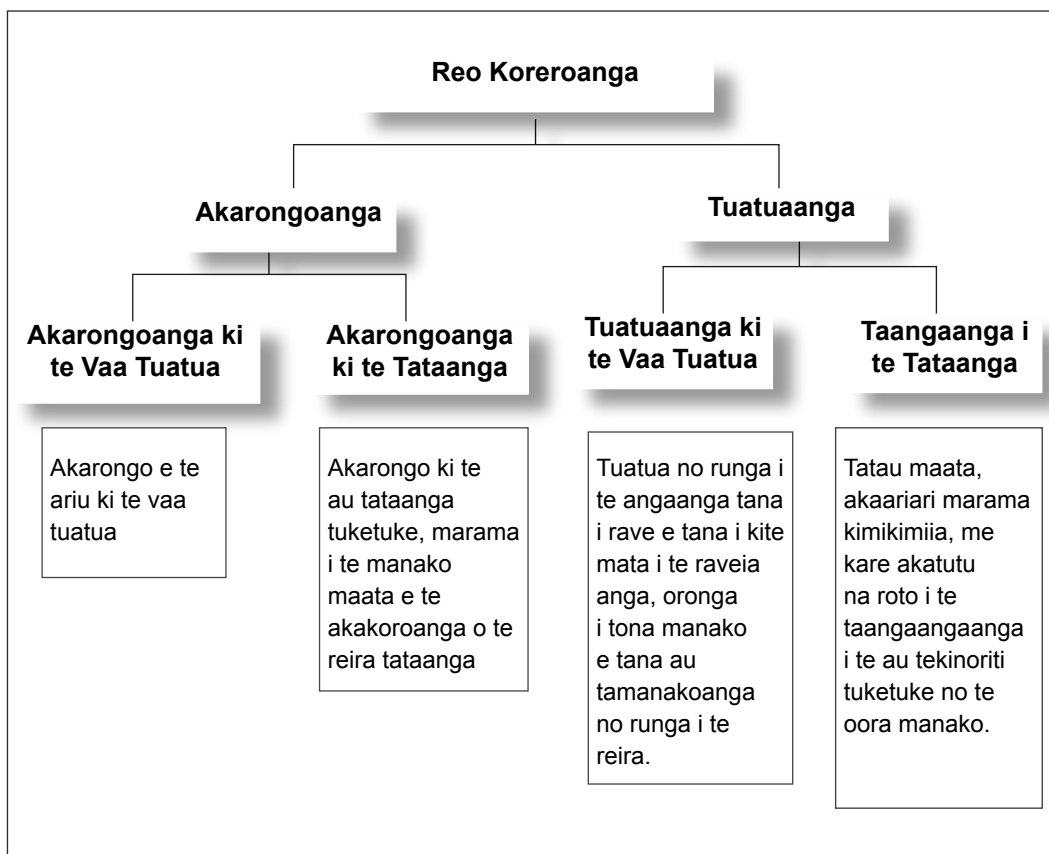 Reo Koreroanga
Akarongoanga
Tuatuaanga
Akarongoanga ki
te Vaa Tuatua
Akarongoanga
ki te Tataanga
Tuatuaanga ki
te Vaa Tuatua
Taangaanga i
te Tataanga
Akarongo e te
ariu ki te vaa
tuatua
Akarongo ki te
au tataanga
tuketuke, marama
i te manako
maata e te
akakoroanga o te
reira tataanga
Tuatua no runga i
te angaanga tana
i rave e tana i kite
mata i te raveia
anga, oronga
i tona manako
e tana au
tamanakoanga
no runga i te
reira.
Tatau maata,
akaariari marama
kimikimiia, me
kare akatutu
na roto i te
taangaangaanga
i te au tekinoriti
tuketuke no te
oora manako.